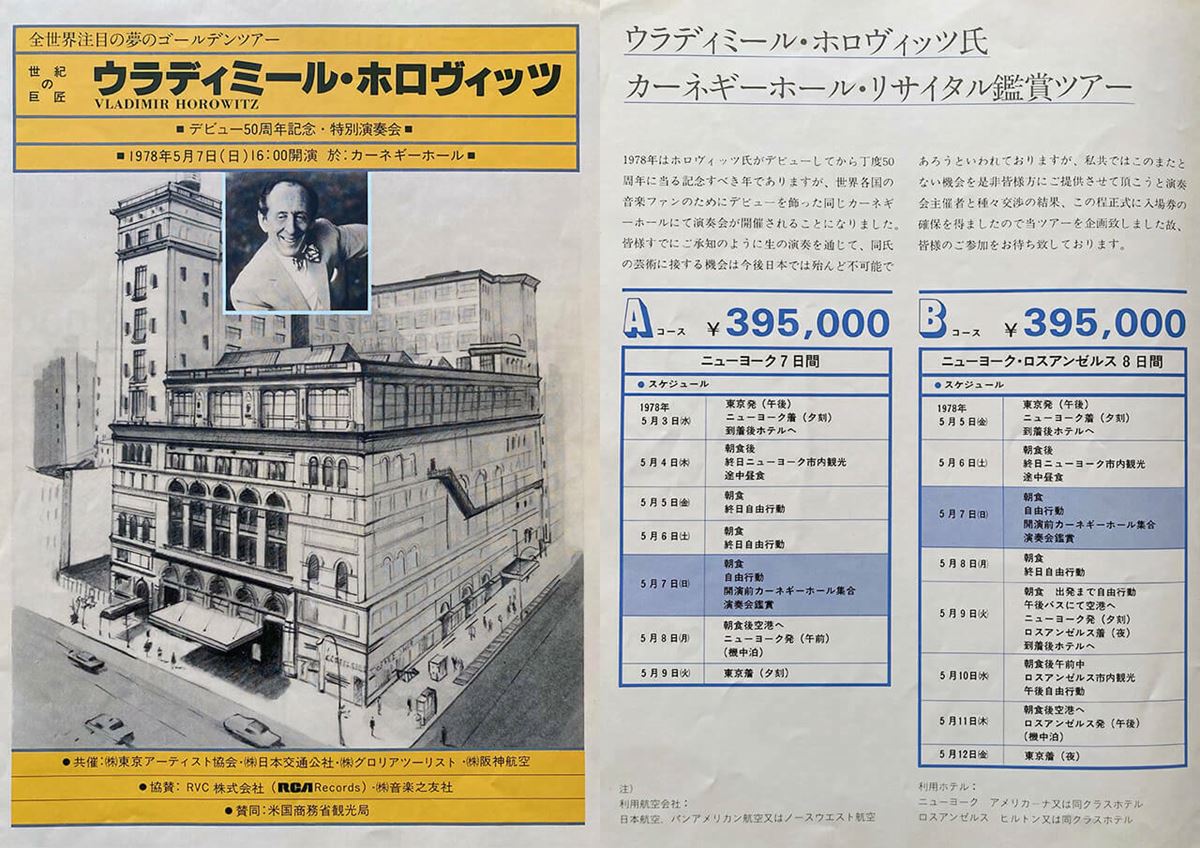 全世界注目の夢のゴールデンツアー
世紀の巨匠
ウラディミール・ホロヴィッツ
VLADIMIR HOROWITZ
■デビュー50周年記念・特別演奏会■
■1978年5月7日(日)16:00開演 於:カーネギーホール■
●共催:㈱東京アーティスト協会・㈱日本交通公社・㈱グロリアツーリスト・㈱阪神航空
●協賛: RVC 株式会社 (RCA Records)・㈱音楽之友社
●賛同:米国商務省観光局
ウラディミール・ホロヴィッツ氏
カーネギーホール・リサイタル鑑賞ツアー
1978年はホロヴィッツ氏がデビューしてから丁度50
周年に当る記念すべき年でありますが、世界各国の
音楽ファンのためにデビューを飾った同じカーネギ
ーホールにて演奏会が開催されることになりました。
皆様すでにご承知のように生の演奏を通じて、同氏
の芸術に接する機会は今後日本では殆んど不可能で
あろうといわれておりますが、私共ではこのまたと
ない機会を是非皆様方にご提供させて頂こうと演奏
会主催者と種々交渉の結果、この程正式に入場券の
確保を得ましたので当ツアーを企画致しました故、
皆様のご参加をお待ち致しております。
Aコース ¥395,000
ニューヨーク7日間
●スケジュール
1978年
5月3日㈬
東京発(午後)
ニューヨーク着(夕刻)
到着後ホテルへ
5月4日㈭
朝食後
終日ニューヨーク市内観光
途中昼食
5月5日㈮
朝食
終日自由行動
5月6日㈯
朝食
終日自由行動
5月7日㈰
朝食
自由行動
開演前カーネギーホール集合
演奏会鑑賞
5月8日㈪
朝食後空港へ
ニューヨーク発(午前)
(機中泊)
5月9日㈫
東京着(夕刻)
注)
利用航空会社:
日本航空、パンアメリカン航空又はノースウエスト航空
Bコース ¥395,000
ニューヨーク・ロスアンゼルス8日間
●スケジュール
1978年
5月5日㈮
東京発(午後)
ニューヨーク着(夕刻)
到着後ホテルへ
5月6日㈯
朝食後
終日ニューヨーク市内観光
途中昼食
5月7日㈰
朝食
自由行動
開演前カーネギーホール集合
演奏会鑑賞
5月8日㈪
朝食
終日自由行動
5月9日㈫
朝食 出発まで自由行動
午後バスにて空港へ
ニューヨーク発(夕刻)
ロスアンゼルス着(夜)
到着後ホテルへ
5月10日㈬
朝食後午前中
ロスアンゼルス市内観光
午後自由行動
5月11日㈭
朝食後空港へ
ロスアンゼルス発(午後)
(機中泊)
5月12日㈮
東京着(夜)
利用ホテル:
ニューヨーク アメリカーナ又は同クラスホテル
ロスアンゼルス ヒルトン又は同クラスホテル